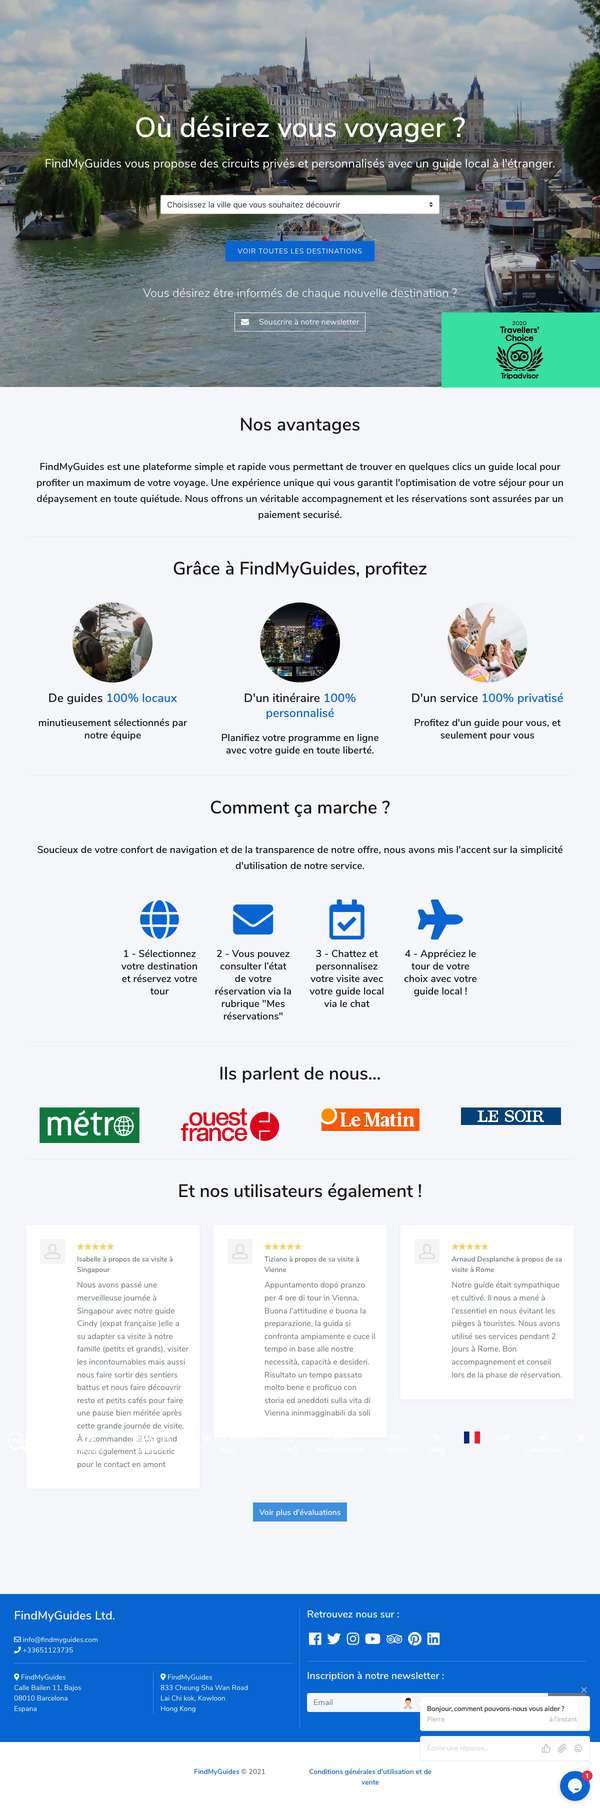 Où désirez vous voyager ?
FindMyGuides vous propose des circuits privés et personnalisés avec un guide local à l'étranger.
Choisissez la ville que vous souhaitez découvrir
VOIR TOUTES LES DESTINATIONS
Vous désirez être informés de chaque nouvelle destination ?
Souscrire à notre newsletter
2020
Travellers'
Choice
Tripadvisor
Nos avantages
FindMyGuides est une plateforme simple et rapide vous permettant de trouver en quelques clics un guide local pour
profiter un maximum de votre voyage. Une expérience unique qui vous garantit l'optimisation de votre séjour pour un
dépaysement en toute quiétude. Nous offrons un véritable accompagnement et les réservations sont assurées par un
paiement securisé.
Grâce à FindMyGuides, profitez
De guides 100% locaux
minutieusement sélectionnés par
notre équipe
D'un itinéraire 100%
personnalisé
Planifiez votre programme en ligne
avec votre guide en toute liberté.
D'un service 100% privatisé
Profitez d'un guide pour vous, et
seulement pour vous
Comment ça marche ?
Soucieux de votre confort de navigation et de la transparence de notre offre, nous avons mis l'accent sur la simplicité
d'utilisation de notre service.
1 - Sélectionnez
votre destination
et réservez votre
tour
2 - Vous pouvez
consulter l'état
de votre
réservation via la
rubrique "Mes
réservations"
3 - Chattez et
personnalisez
votre visite avec
votre guide local
via le chat
4 - Appréciez le
tour de votre
choix avec votre
guide local !
Ils parlent de nous...
métro
ouest
france
Le Matin
LE SOIR
Et nos utilisateurs également !
Isabelle à propos de sa visite à
Singapour
Nous avons passé une
merveilleuse journée à
Singapour avec notre guide
Cindy (expat française )elle a
su adapter sa visite à notre
famille (petits et grands), visiter
les incontournables mais aussi
nous faire sortir des sentiers
battus et nous faire découvrir
resto et petits cafés pour faire
une pause bien méritée après
cette grande journée de visite.
À recommander !! Un grand
merci également à Laudéric
pour le contact en amont
Tiziano à propos de sa visite à
Vienne
Appuntamento dopo pranzo
per 4 ore di tour in Vienna.
Buona l'attitudine e buona la
preparazione, la guida si
confronta ampiamente e cuce il
tempo in base alle nostre
necessità, capacità e desideri.
Risultato un tempo passato
molto bene e proficuo con
storia ed aneddoti sulla vita di
Vienna ininmagginabili da soli
Arnaud Desplanche à propos de sa
visite à Rome
Notre guide était sympathique
et cultivé. Il nous a mené à
l'essentiel en nous évitant les
pièges à touristes. Nous avons
utilisé ses services pendant 2
jours à Rome. Bon
accompagnement et conseil
lors de la phase de réservation.
Voir plus d'évaluations
FindMyGuides Ltd.
info@findmyguides.com
+33651123735
FindMyGuides
Calle Bailen 11, Bajos
08010 Barcelona
Espana
FindMyGuides
833 Cheung Sha Wan Road
Lai Chi kok, Kowloon
Hong Kong
Retrouvez nous sur :
Inscription à notre newsletter :
Email
Bonjour, comment pouvons-nous vous aider ?
Pierre
à l'instant
Écrire une réponse...
1
FindMyGuides © 2021
Conditions générales d'utilisation et de
vente